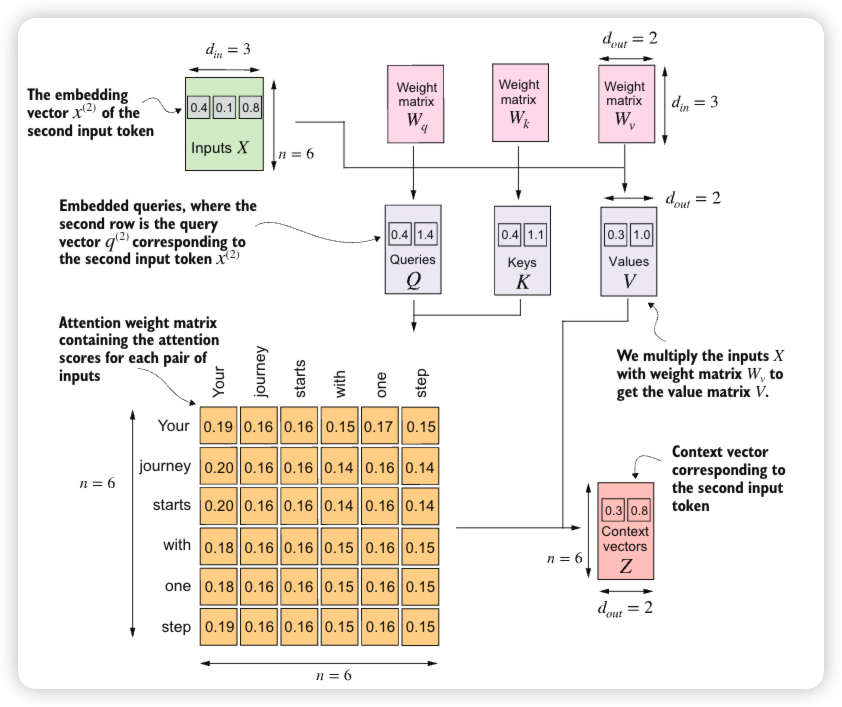 d_in = 3
d_out = 2
The embedding
vector x^(2) of the
second input token
0.4 0.1 0.8
Inputs X
n = 6
Weight
matrix
W_q
Weight
matrix
W_k
Weight
matrix
W_v
d_in = 3
Embedded queries, where the
second row is the query
vector q^(2) corresponding to
the second input token x^(2)
0.4 1.4
Queries
Q
0.4 1.1
Keys
K
d_out = 2
0.3 1.0
Values
V
We multiply the inputs X
with weight matrix W_v to
get the value matrix V.
Attention weight matrix
containing the attention
scores for each pair of
inputs
Your journey starts with one step
Your 0.19 0.16 0.16 0.15 0.17 0.15
journey 0.20 0.16 0.16 0.14 0.16 0.14
starts 0.20 0.16 0.16 0.14 0.16 0.14
with 0.18 0.16 0.16 0.15 0.16 0.15
one 0.18 0.16 0.16 0.15 0.16 0.15
step 0.19 0.16 0.16 0.15 0.16 0.15
n = 6
n = 6
Context vector
corresponding to
the second input
token
0.3 0.8
Context
vectors
Z
n = 6
d_out = 2